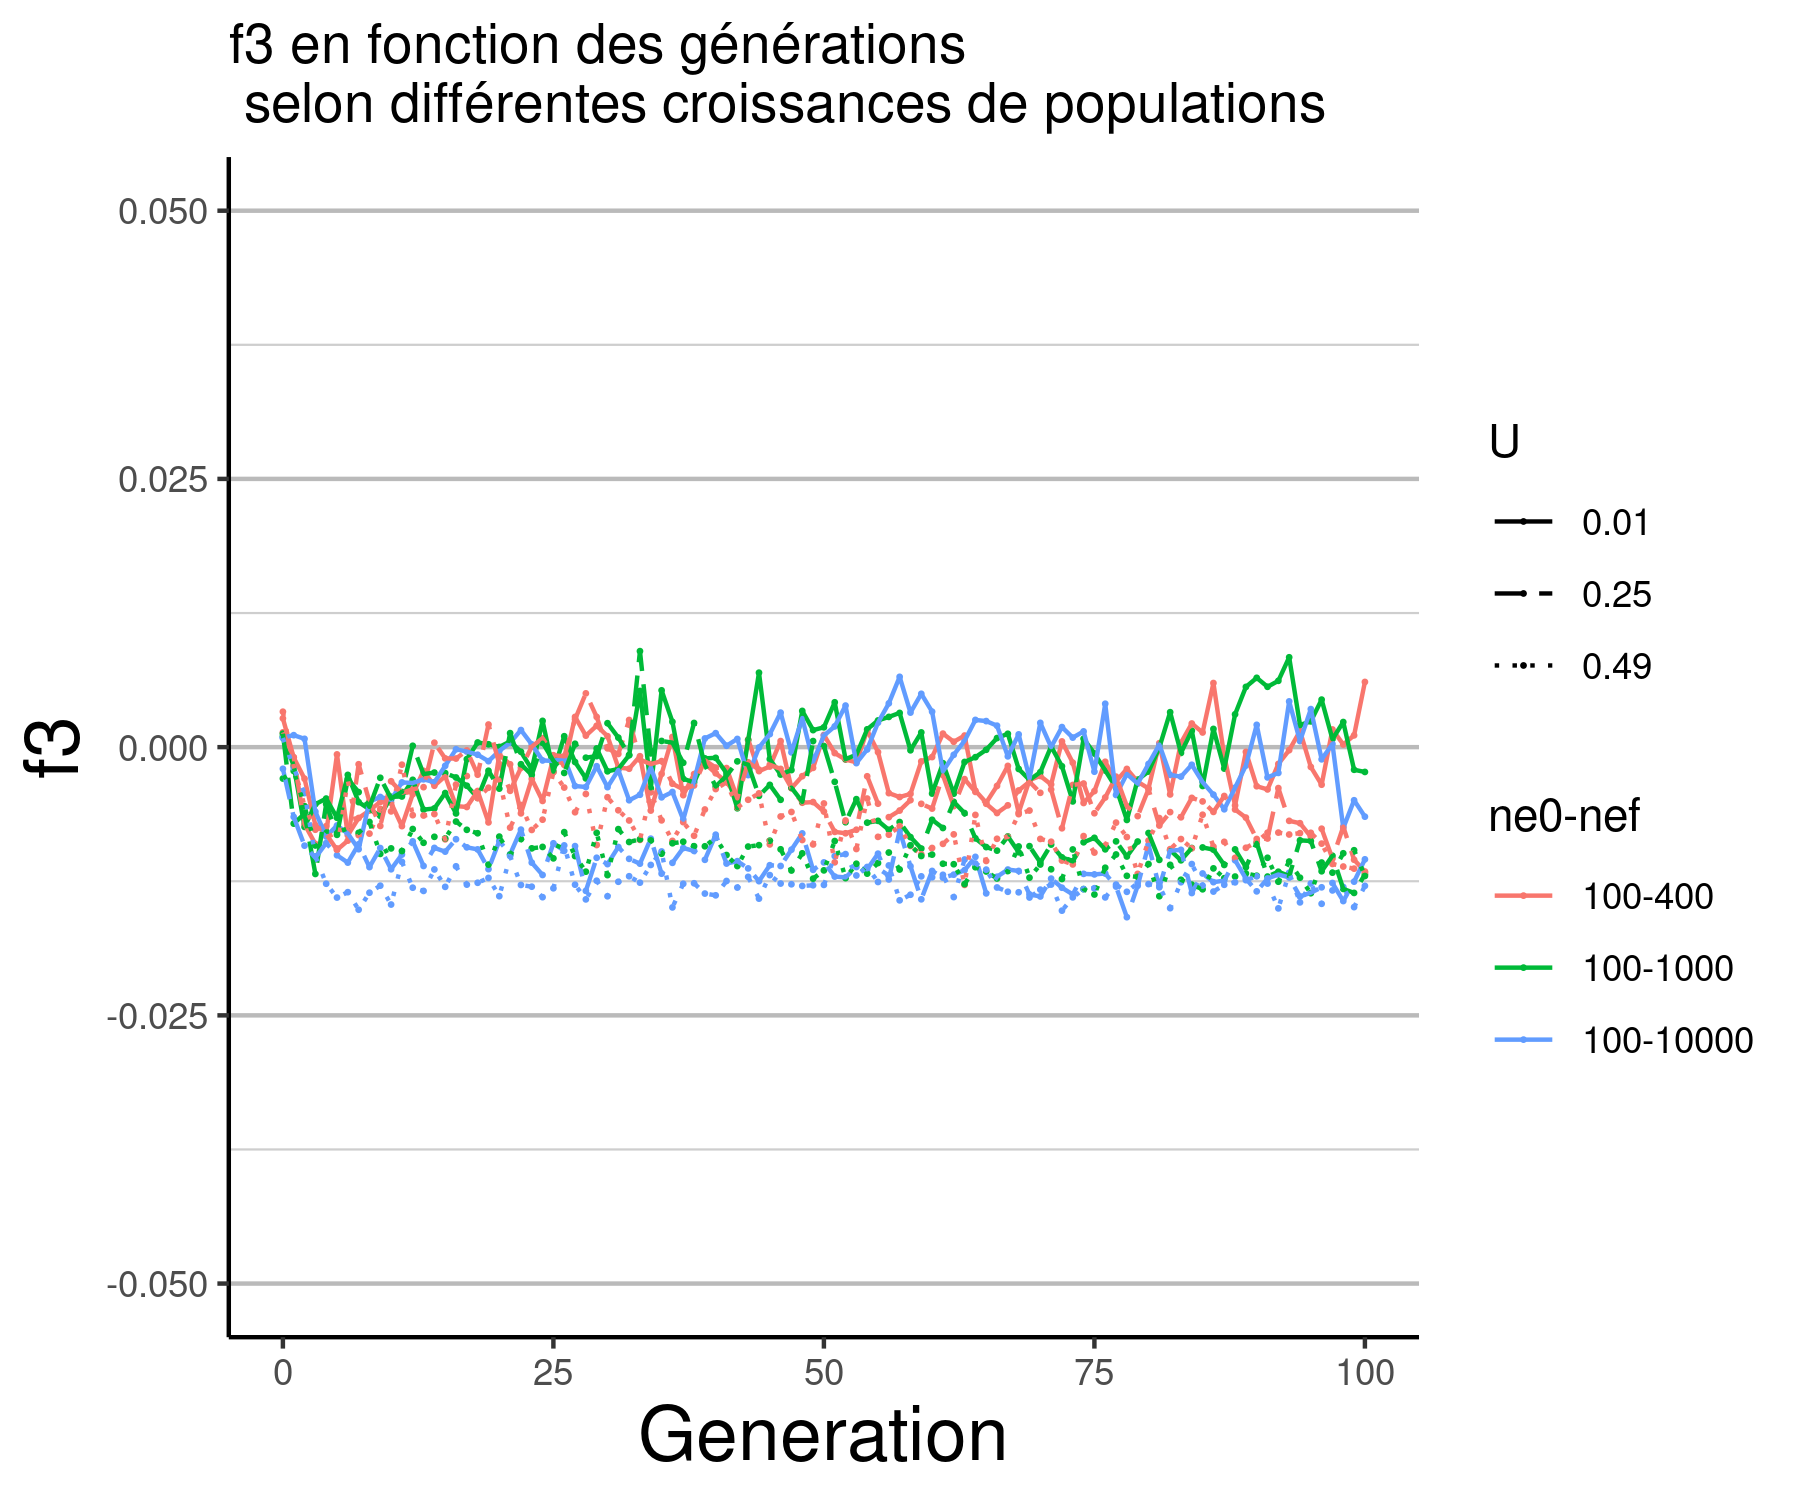 f3 en fonction des générations
selon différentes croissances de populations
f3
0.050
0.025
0.000
-0.025
-0.050
0
25
50
75
100
Generation
U
0.01
0.25
0.49
ne0-nef
100-400
100-1000
100-10000